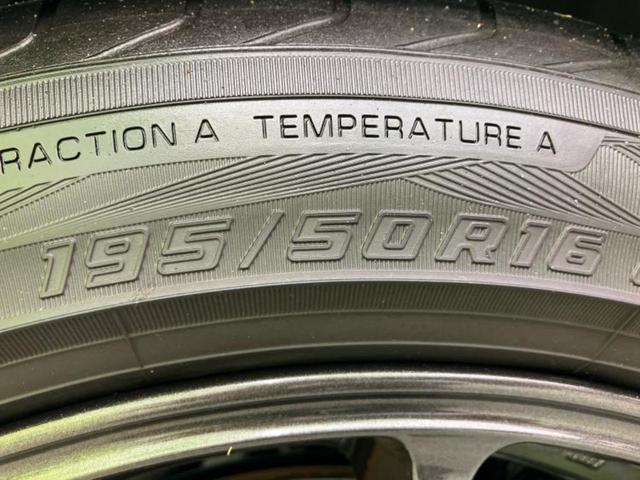 RACTION A TEMPERATURE A
195/50R16